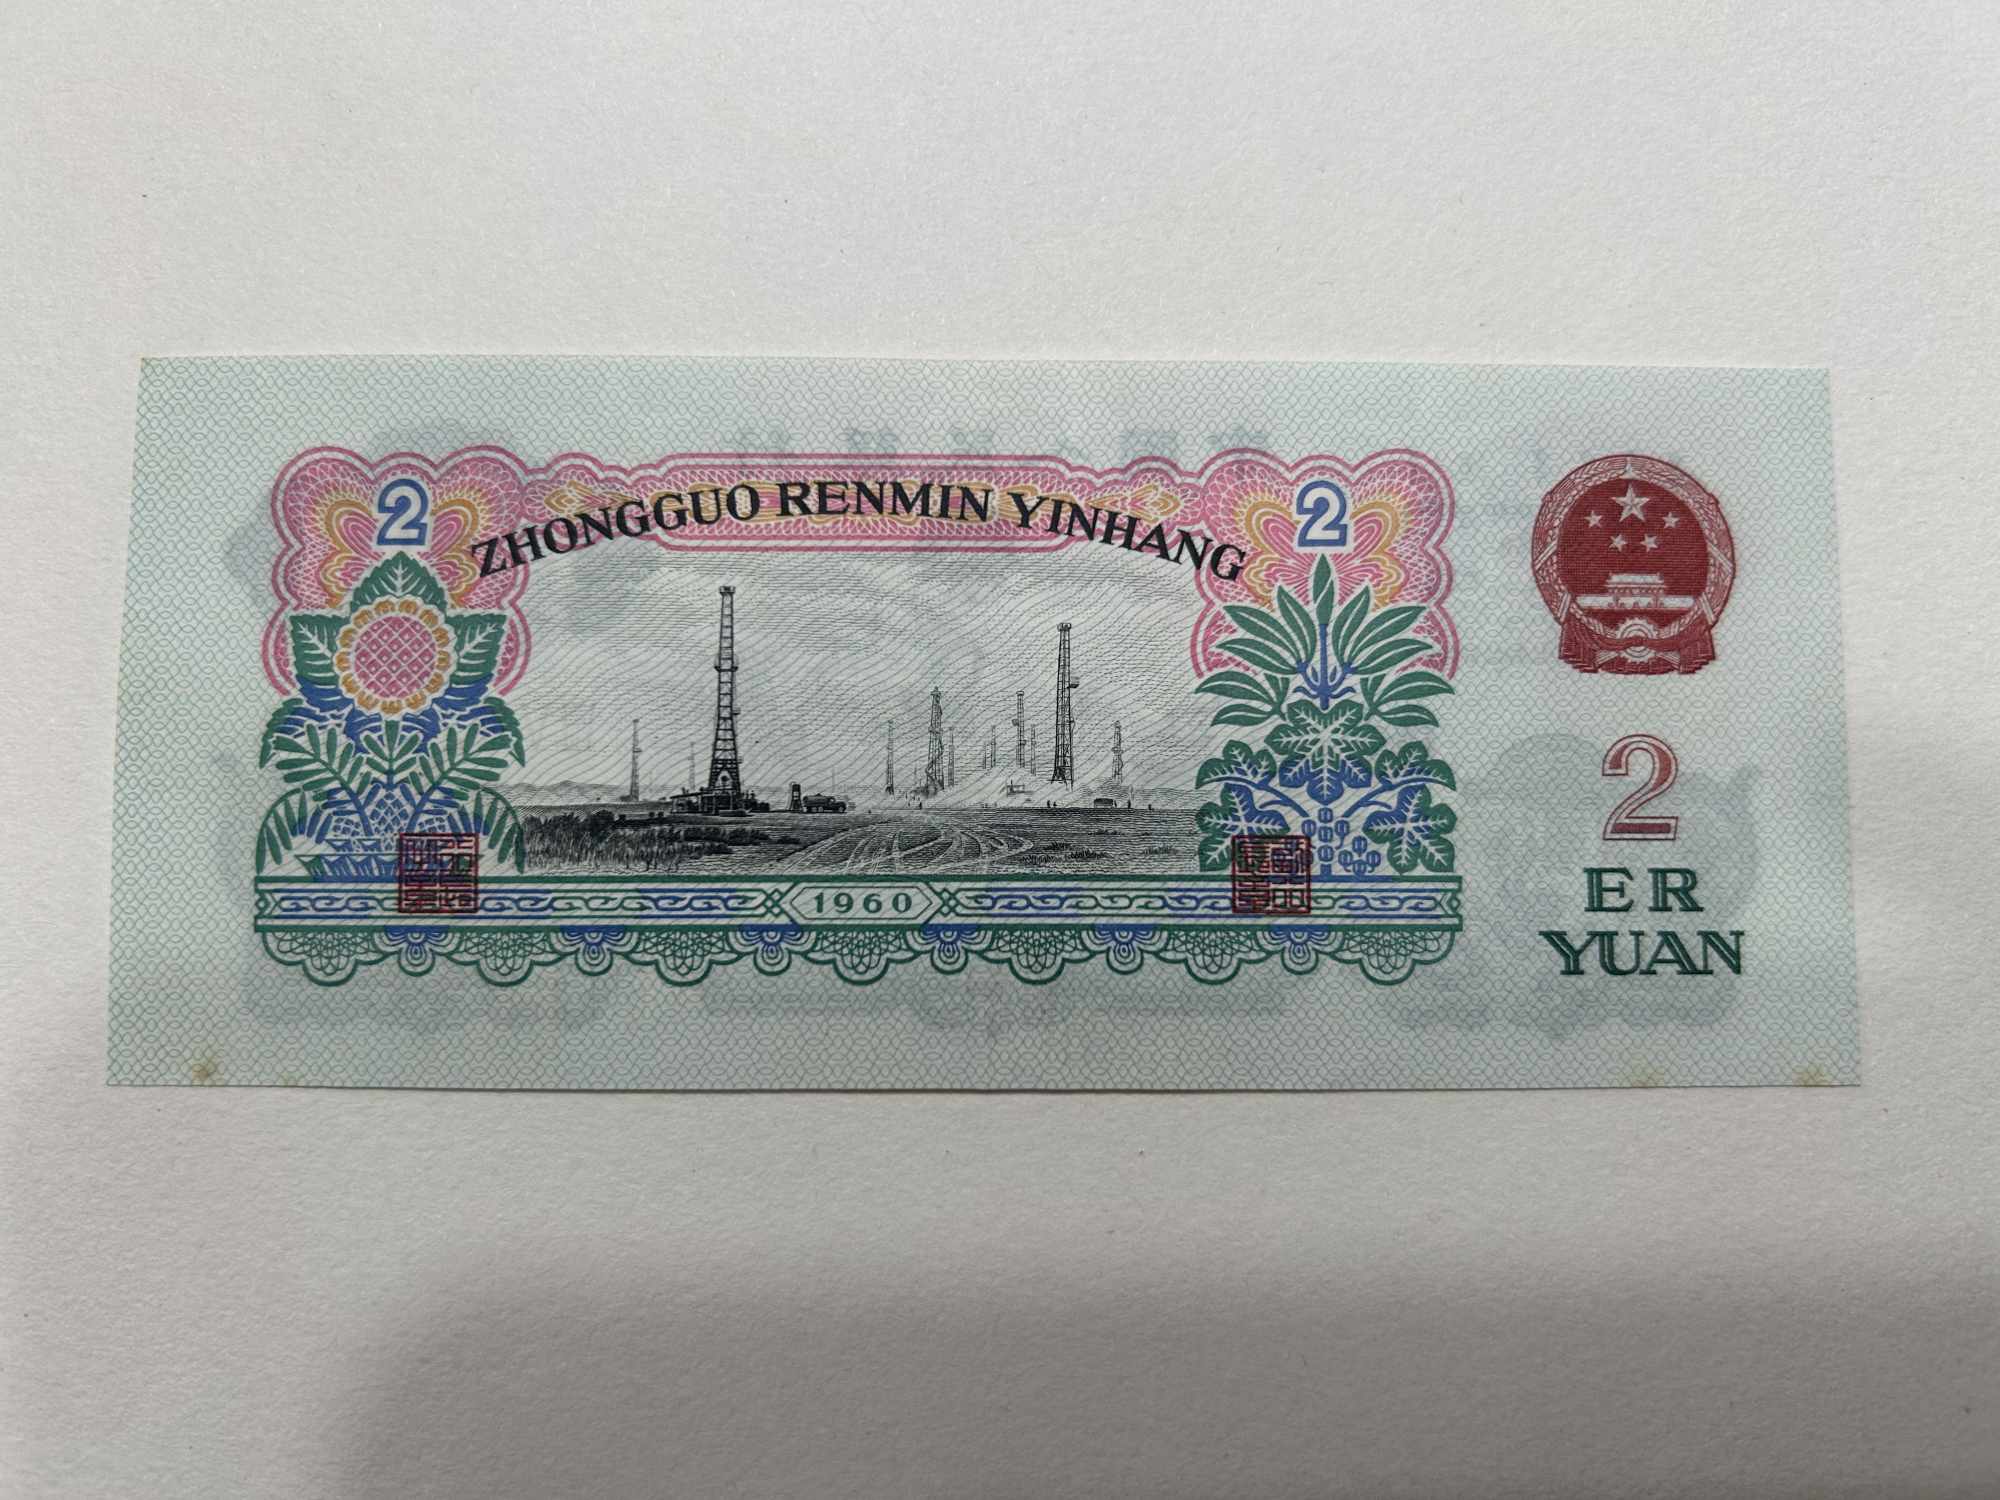 2
ZHONGGUO RENMIN YINHANG
2
2
ER
YUAN
1960